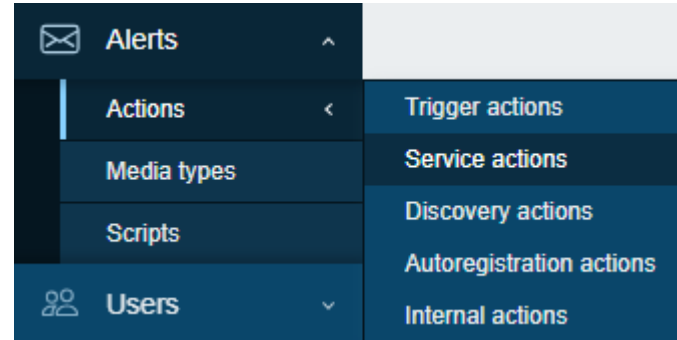 Alerts
Actions
Media types
Scripts
Users
Trigger actions
Service actions
Discovery actions
Autoregistration actions
Internal actions